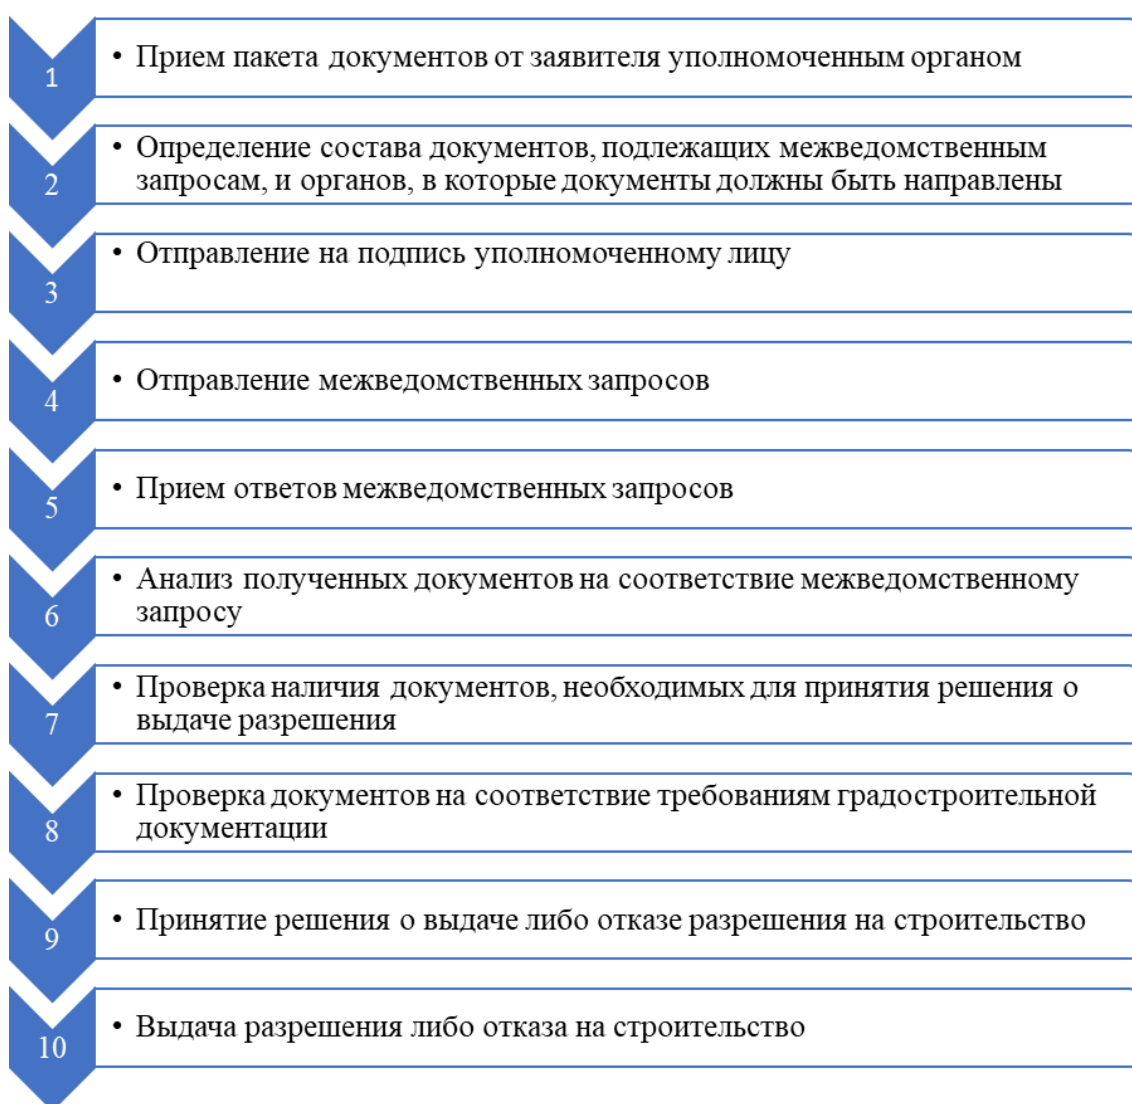 1
• Прием пакета документов от заявителя уполномоченным органом
2
• Определение состава документов, подлежащих межведомственным
запросам, и органов, в которые документы должны быть направлены
3
• Отправление на подпись уполномоченному лицу
4
• Отправление межведомственных запросов
5
• Прием ответов межведомственных запросов
6
• Анализ полученных документов на соответствие межведомственному
запросу
7
• Проверка наличия документов, необходимых для принятия решения о
выдаче разрешения
8
• Проверка документов на соответствие требованиям градостроительной
документации
9
• Принятие решения о выдаче либо отказе разрешения на строительство
10
• Выдача разрешения либо отказа на строительство